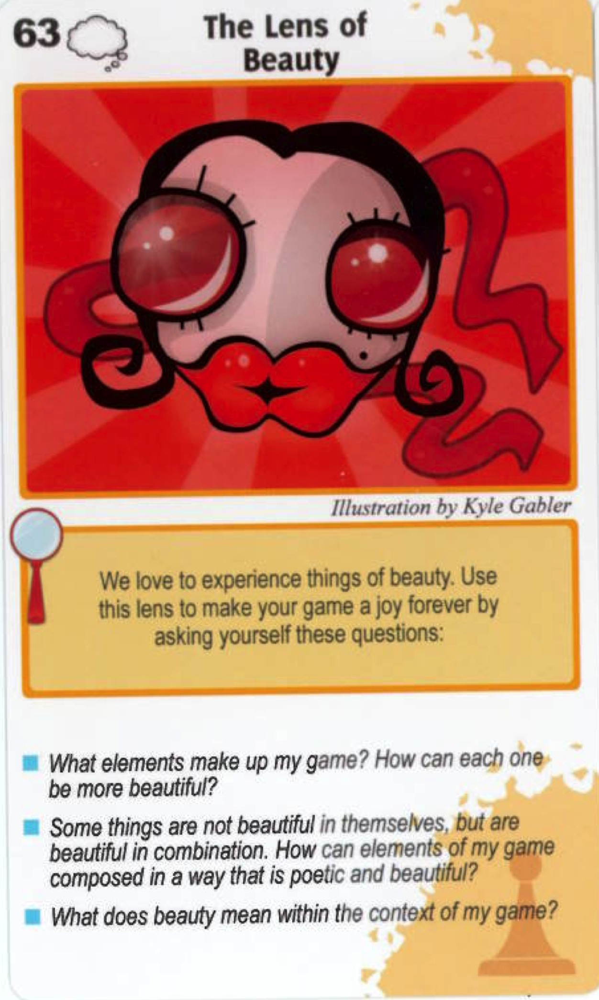 63
The Lens of
Beauty
Illustration by Kyle Gabler
We love to experience things of beauty. Use
this lens to make your game a joy forever by
asking yourself these questions:
What elements make up my game? How can each one
be more beautiful?
Some things are not beautiful in themselves, but are
beautiful in combination. How can elements of my game
composed in a way that is poetic and beautiful?
What does beauty mean within the context of my game?